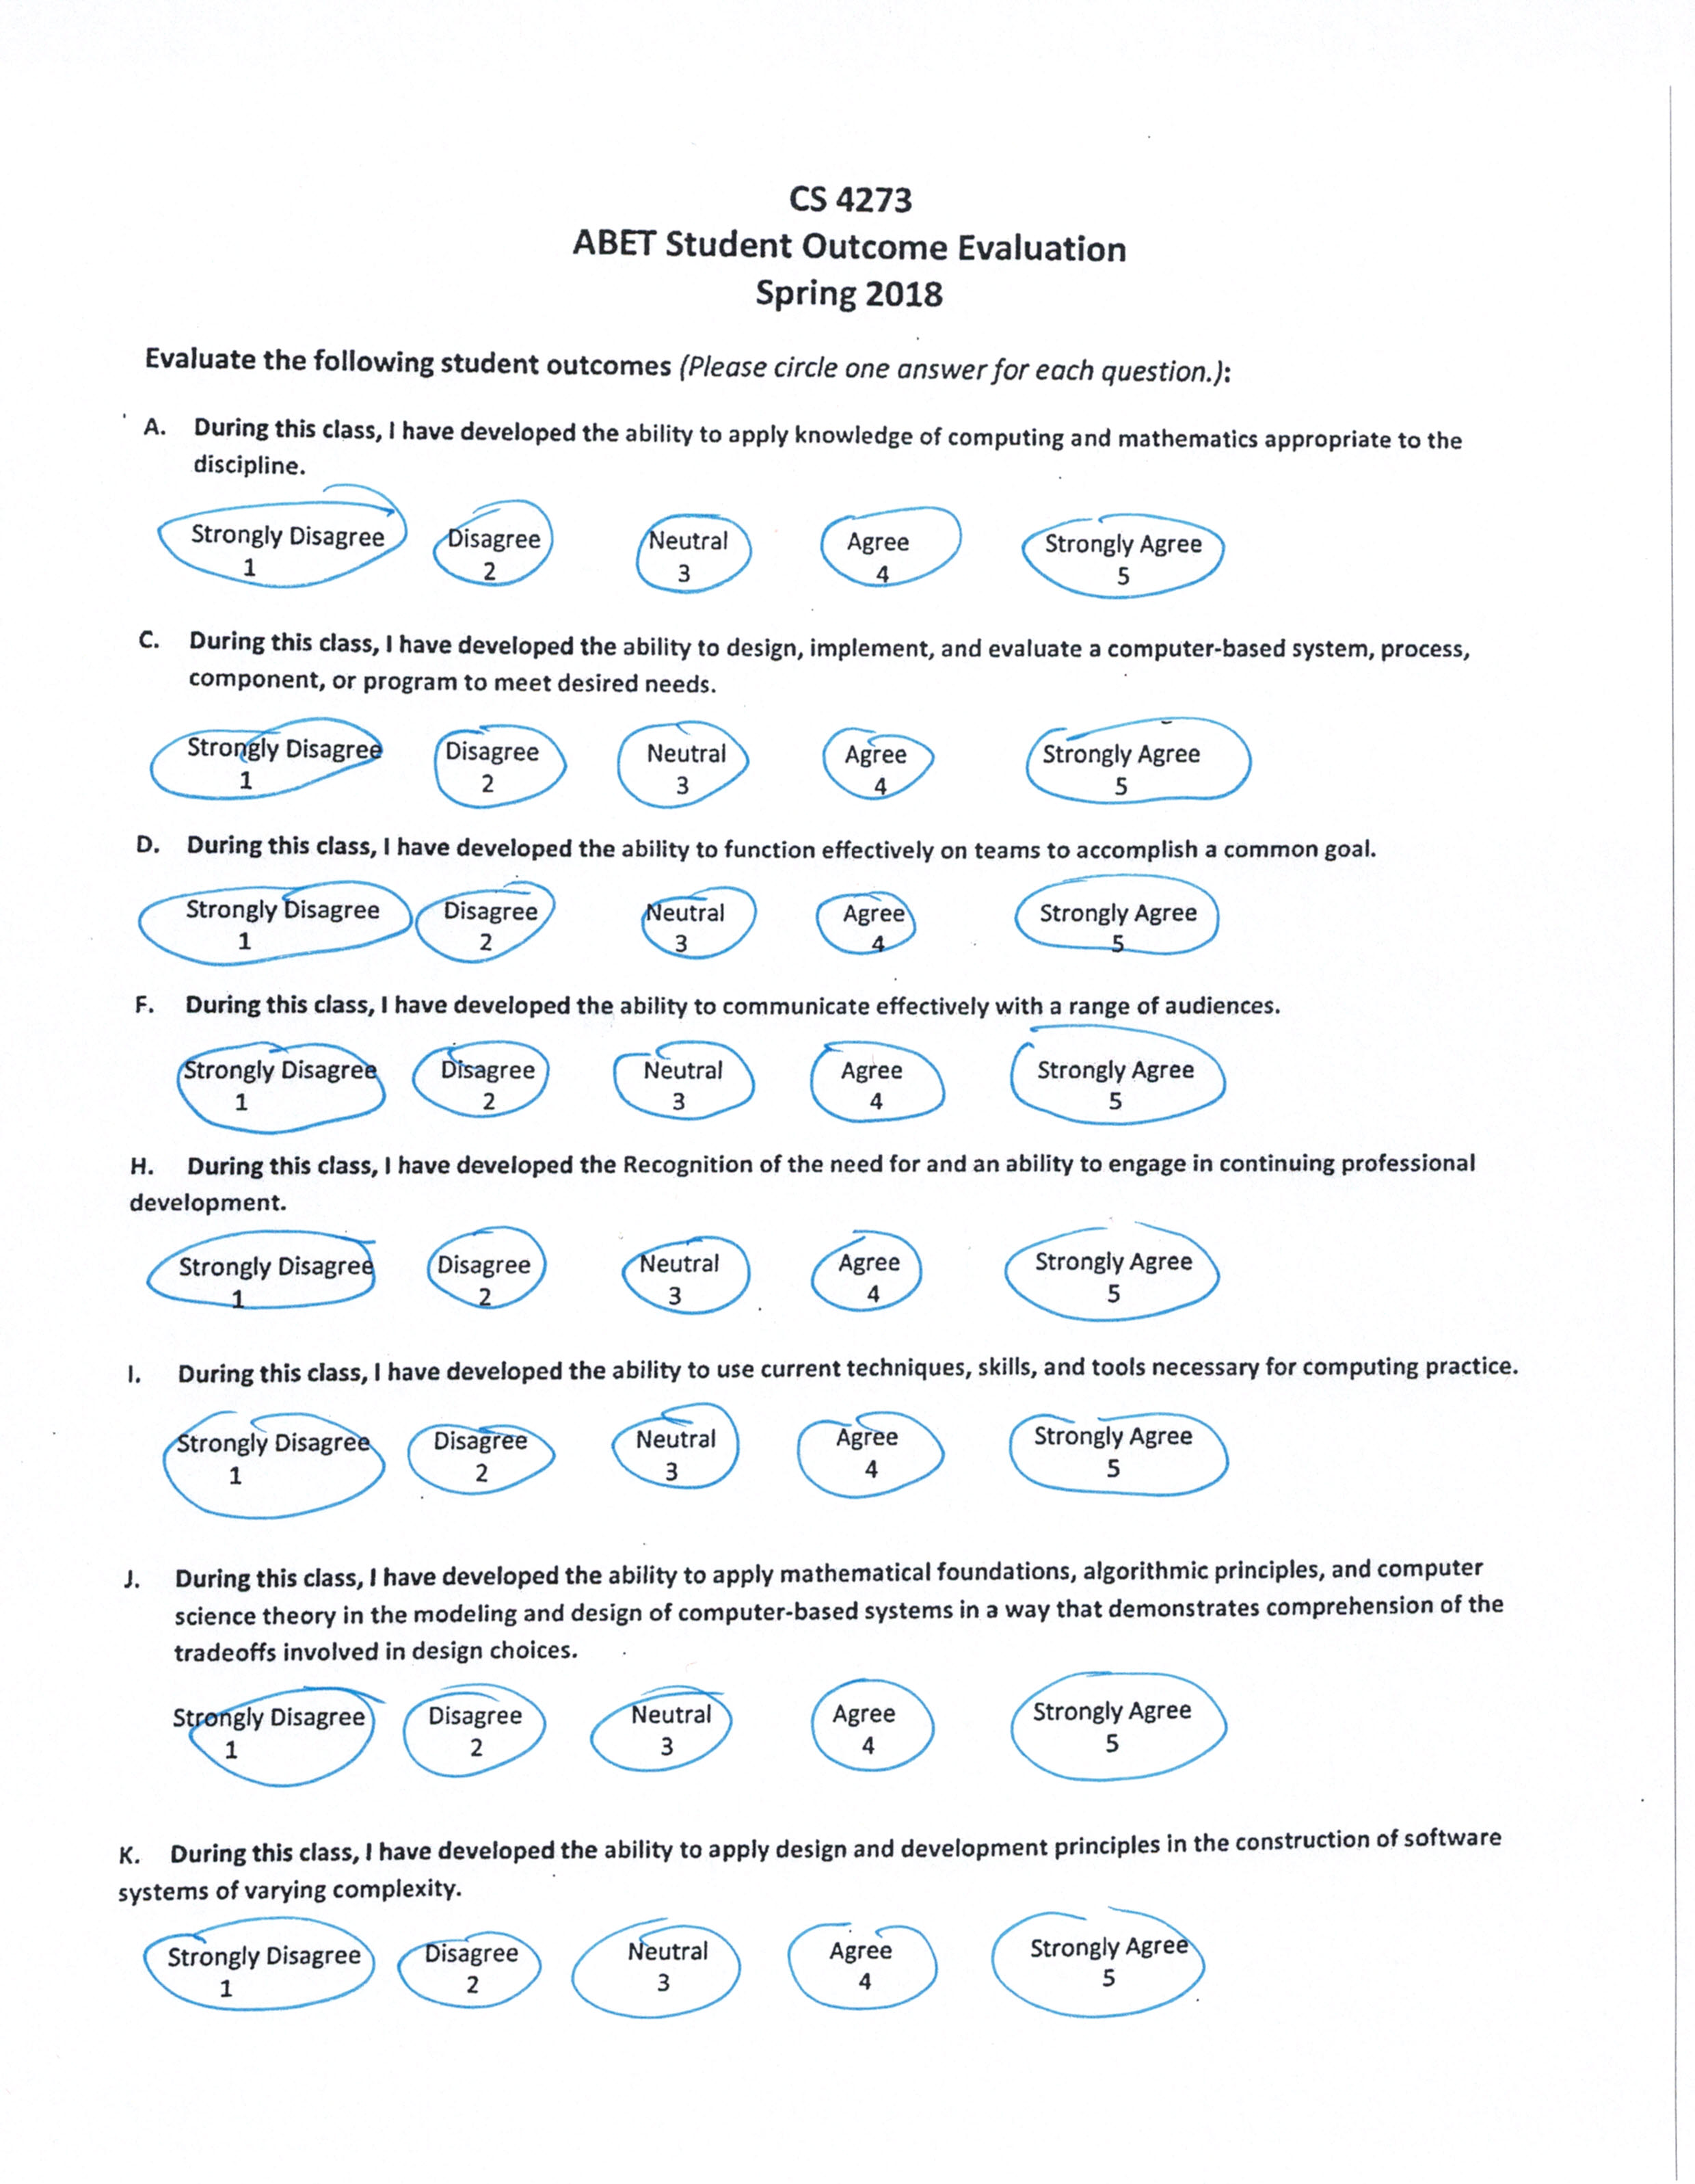 CS 4273
ABET Student Outcome Evaluation
Spring 2018
Evaluate the following student outcomes (Please circle one answer for each question.):
A. During this class, I have developed the ability to apply knowledge of computing and mathematics appropriate to the
discipline.
Strongly Disagree Disagree Neutral Agree Strongly Agree
1 2 3 4 5
C. During this class, I have developed the ability to design, implement, and evaluate a computer-based system, process,
component, or program to meet desired needs.
Strongly Disagree Disagree Neutral Agree Strongly Agree
1 2 3 4 5
D. During this class, I have developed the ability to function effectively on teams to accomplish a common goal.
Strongly Disagree Disagree Neutral Agree Strongly Agree
1 2 3 4 5
F. During this class, I have developed the ability to communicate effectively with a range of audiences.
Strongly Disagree Disagree Neutral Agree Strongly Agree
1 2 3 4 5
H. During this class, I have developed the Recognition of the need for and an ability to engage in continuing professional
development.
Strongly Disagree Disagree Neutral Agree Strongly Agree
1 2 3 4 5
I. During this class, I have developed the ability to use current techniques, skills, and tools necessary for computing practice.
Strongly Disagree Disagree Neutral Agree Strongly Agree
1 2 3 4 5
J. During this class, I have developed the ability to apply mathematical foundations, algorithmic principles, and computer
science theory in the modeling and design of computer-based systems in a way that demonstrates comprehension of the
tradeoffs involved in design choices.
Strongly Disagree Disagree Neutral Agree Strongly Agree
1 2 3 4 5
K. During this class, I have developed the ability to apply design and development principles in the construction of software
systems of varying complexity.
Strongly Disagree Disagree Neutral Agree Strongly Agree
1 2 3 4 5